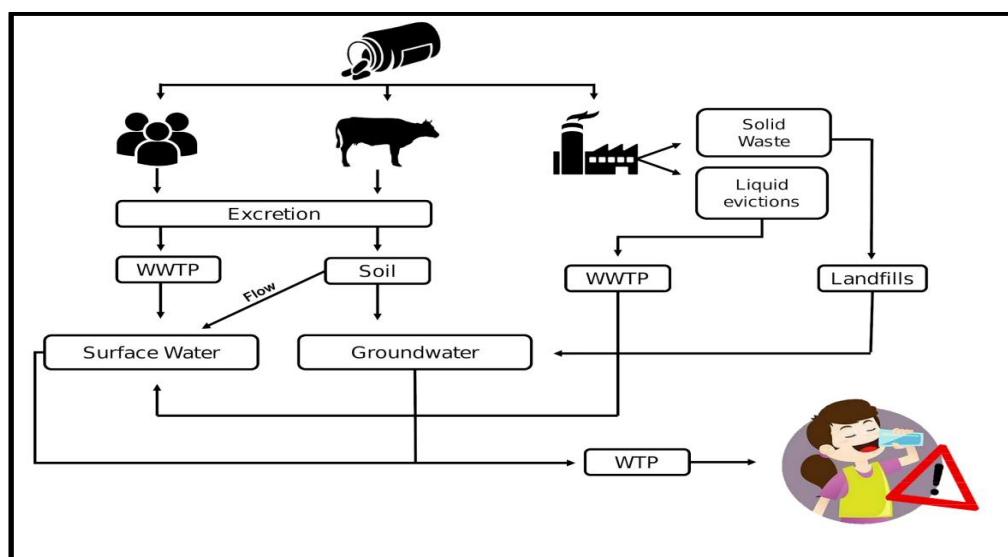 Solid
Waste
Liquid
evictions
Excretion
WWTP
Soil
WWTP
Landfills
Flow
Surface Water
Groundwater
WTP
!